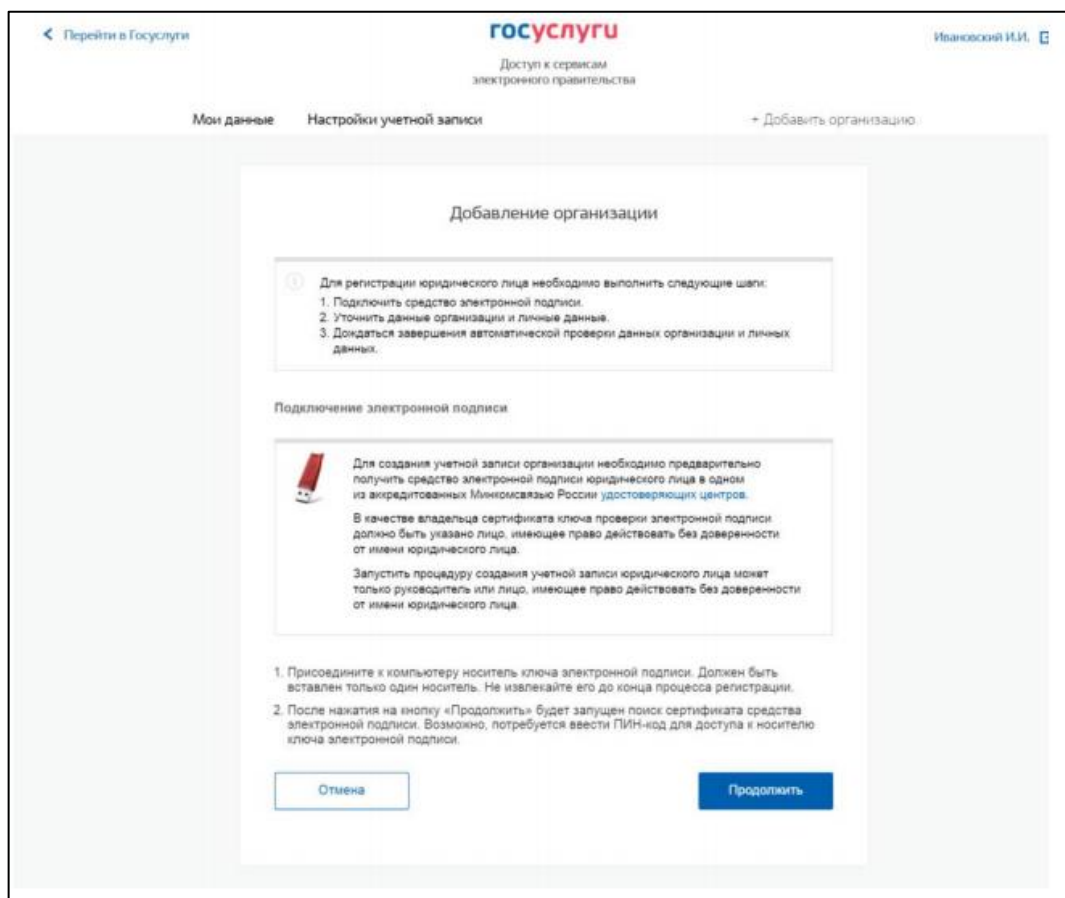 Перейти в Госуслуги
госуслуги
Ивановский И.И.
Доступ к сервисам
электронного правительства
Мои данные Настройки учетной записи + Добавить организацию
Добавление организации
Для регистрации юридического лица необходимо выполнить следующие шаги:
1. Подключить средство электронной подписи.
2. Уточнить данные организации и личные данные.
3. Дождаться завершения автоматической проверки данных организации и личных
данных.
Подключение электронной подписи
Для создания учетной записи организации необходимо предварительно
получить средство электронной подписи юридического лица в одном
из аккредитованных Минкомсвязью России удостоверяющих центров.
В качестве владельца сертификата ключа проверки электронной подписи
должно быть указано лицо, имеющее право действовать без доверенности
от имени юридического лица.
Запустить процедуру создания учетной записи юридического лица может
только руководитель или лицо, имеющее право действовать без доверенности
от имени юридического лица.
1. Присоедините к компьютеру носитель ключа электронной подписи. Должен быть
вставлен только один носитель. Не извлекайте его до конца процесса регистрации.
2. После нажатия на кнопку «Продолжить» будет запущен поиск сертификата средства
электронной подписи. Возможно, потребуется ввести ПИН-код для доступа к носителю
ключа электронной подписи.
Отмена Продолжить